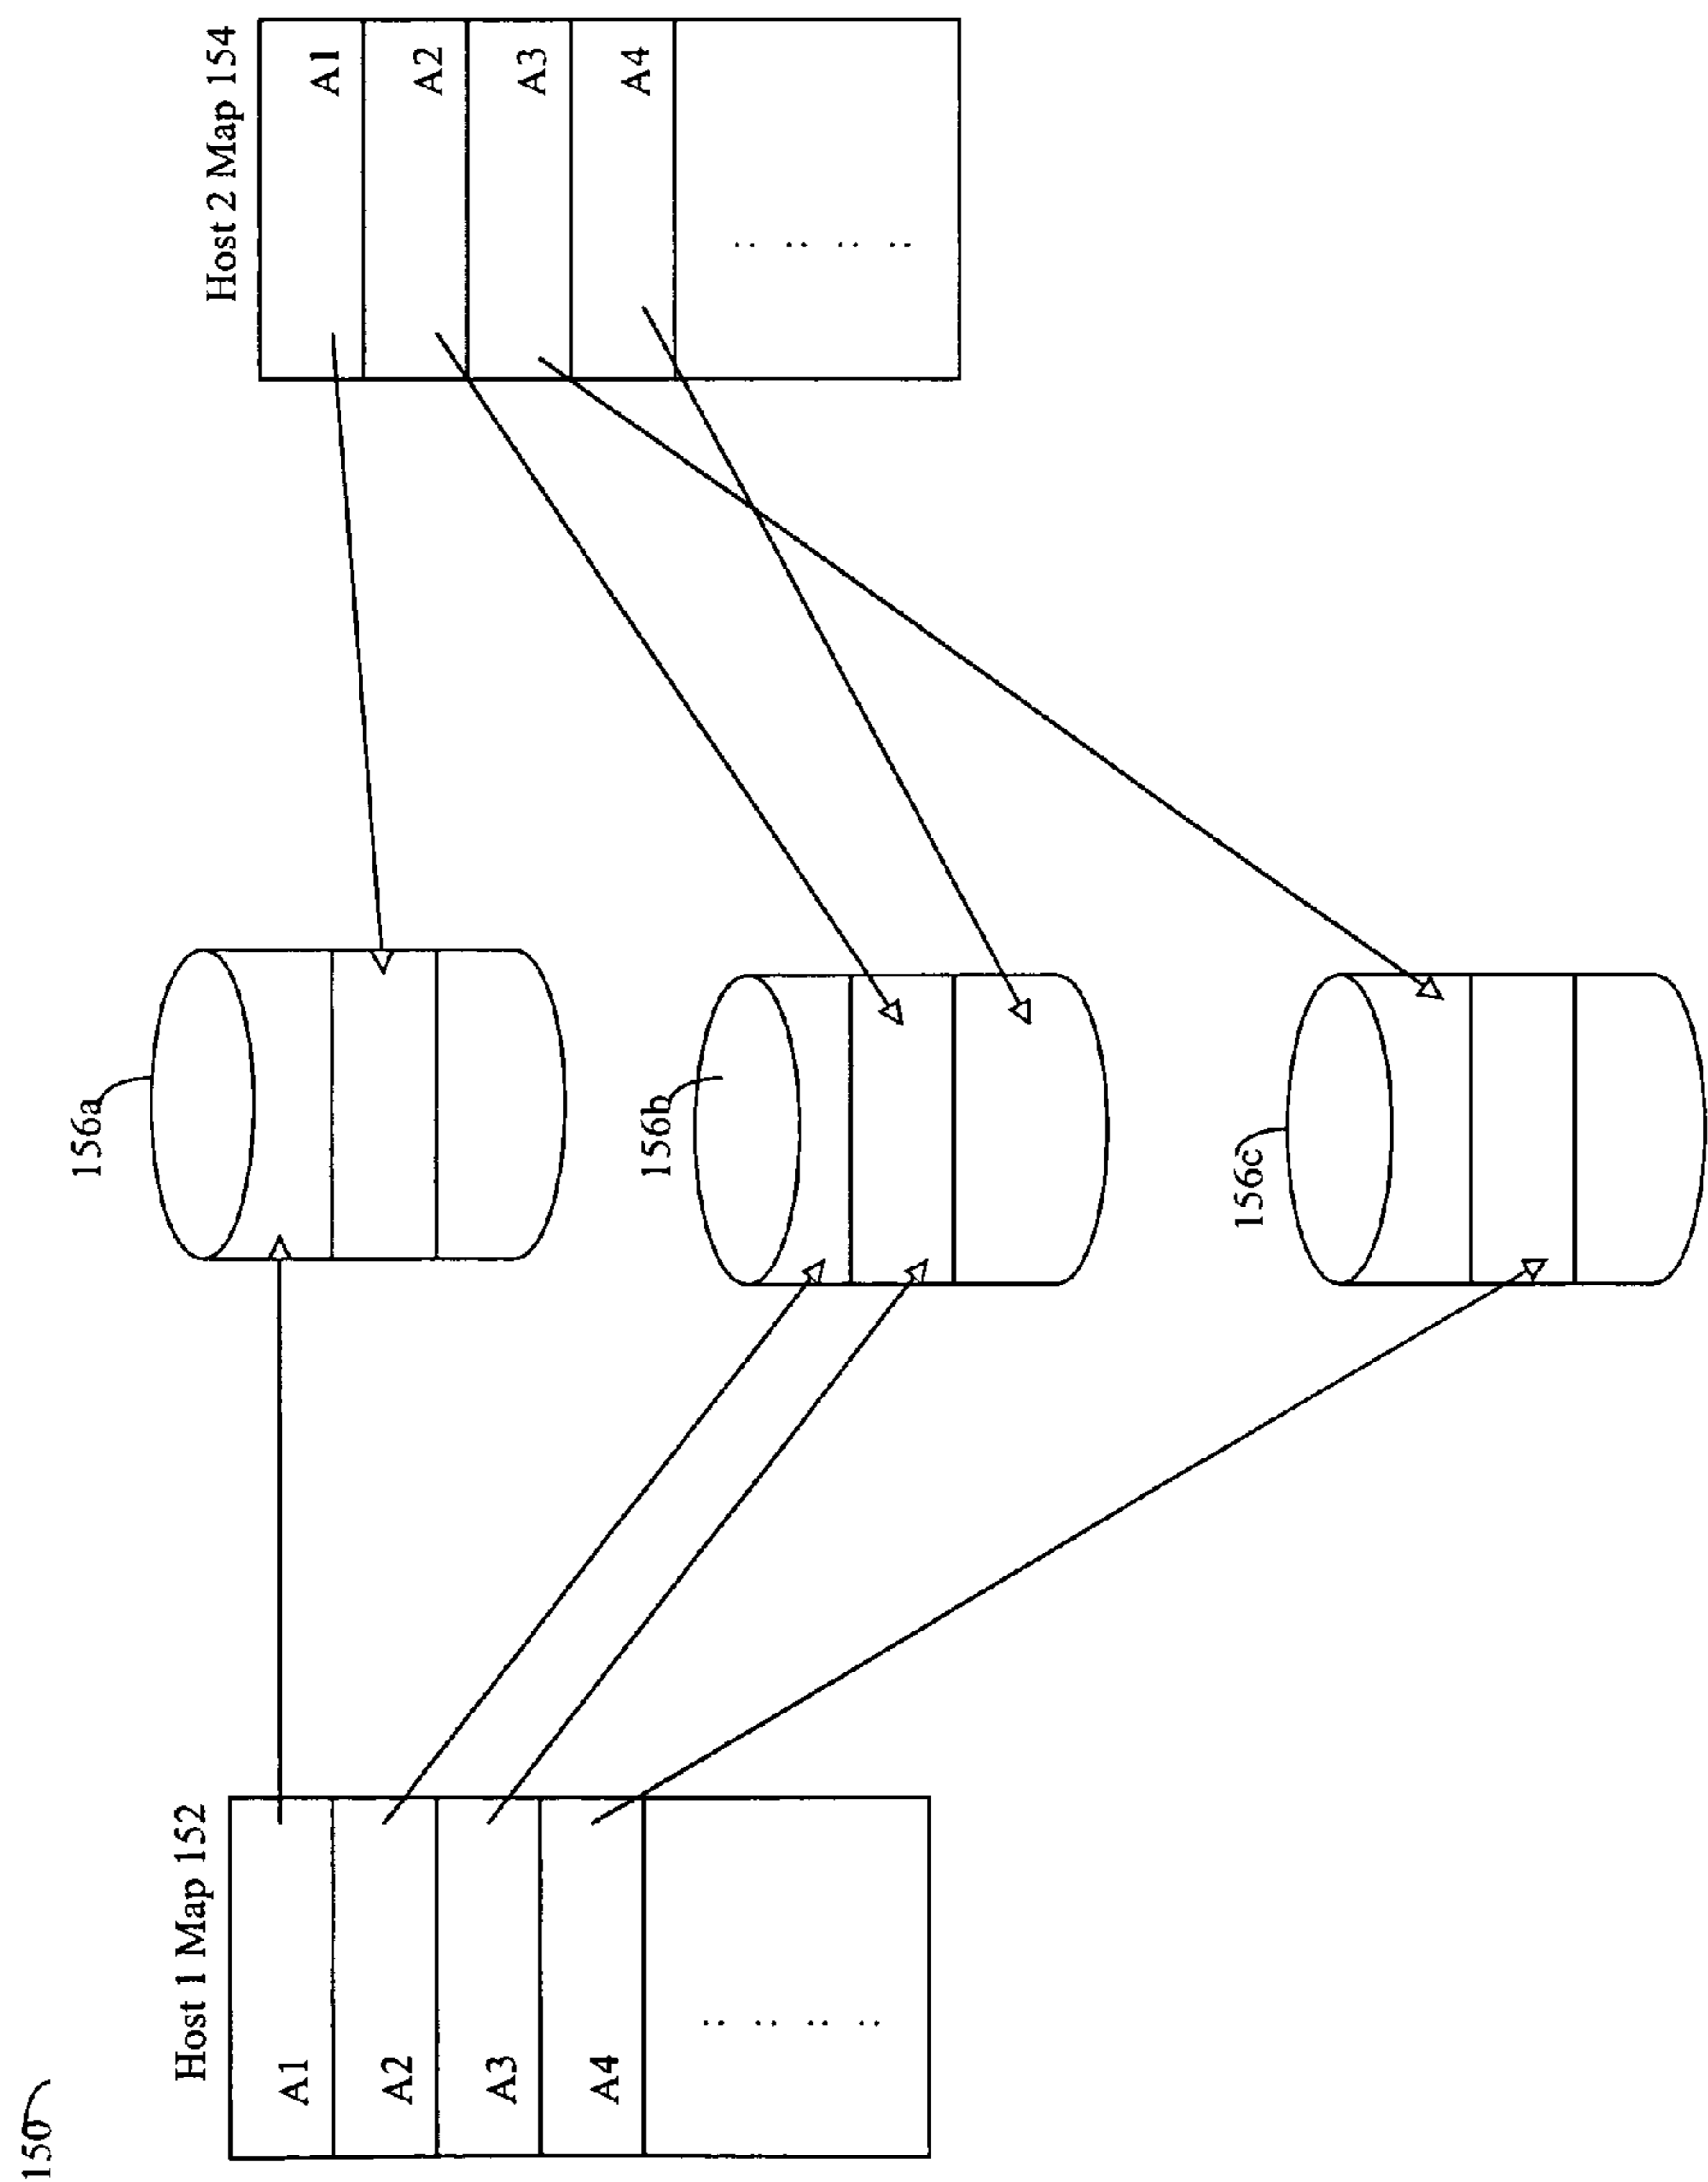 150
Host 1 Map 152
A1
A2
A3
A4
. . . .
156a
156b
156c
Host 2 Map 154
A1
A2
A3
A4
. . . .